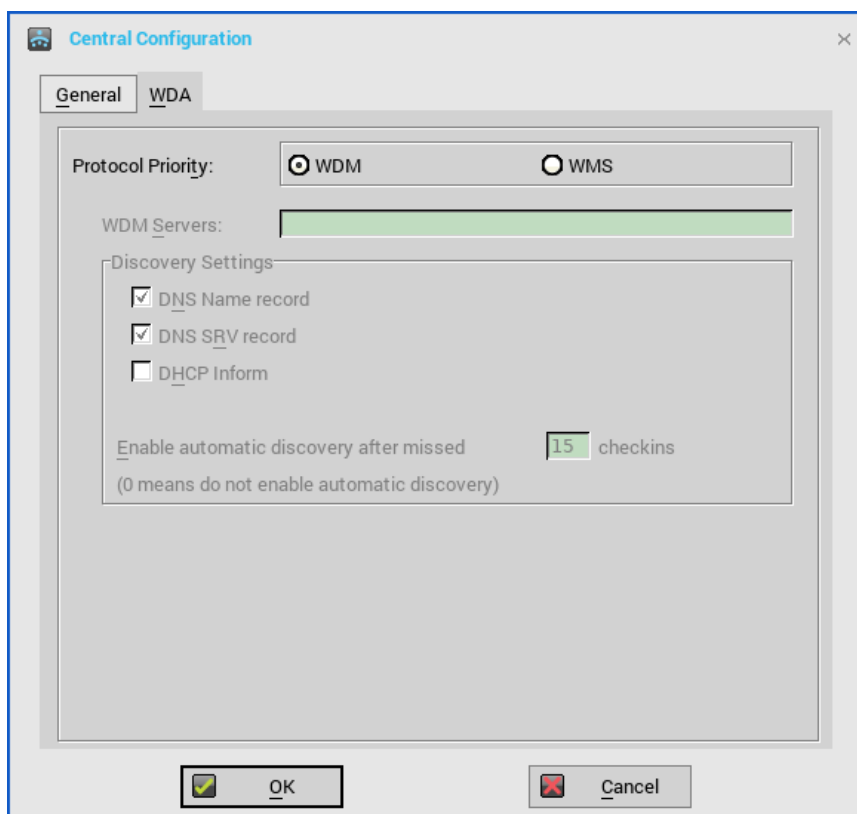 Central Configuration
General WDA
Protocol Priority: WDM WMS
WDM Servers:
Discovery Settings
DNS Name record
DNS SRV record
DHCP Inform
Enable automatic discovery after missed 15 checkins
(0 means do not enable automatic discovery)
OK Cancel